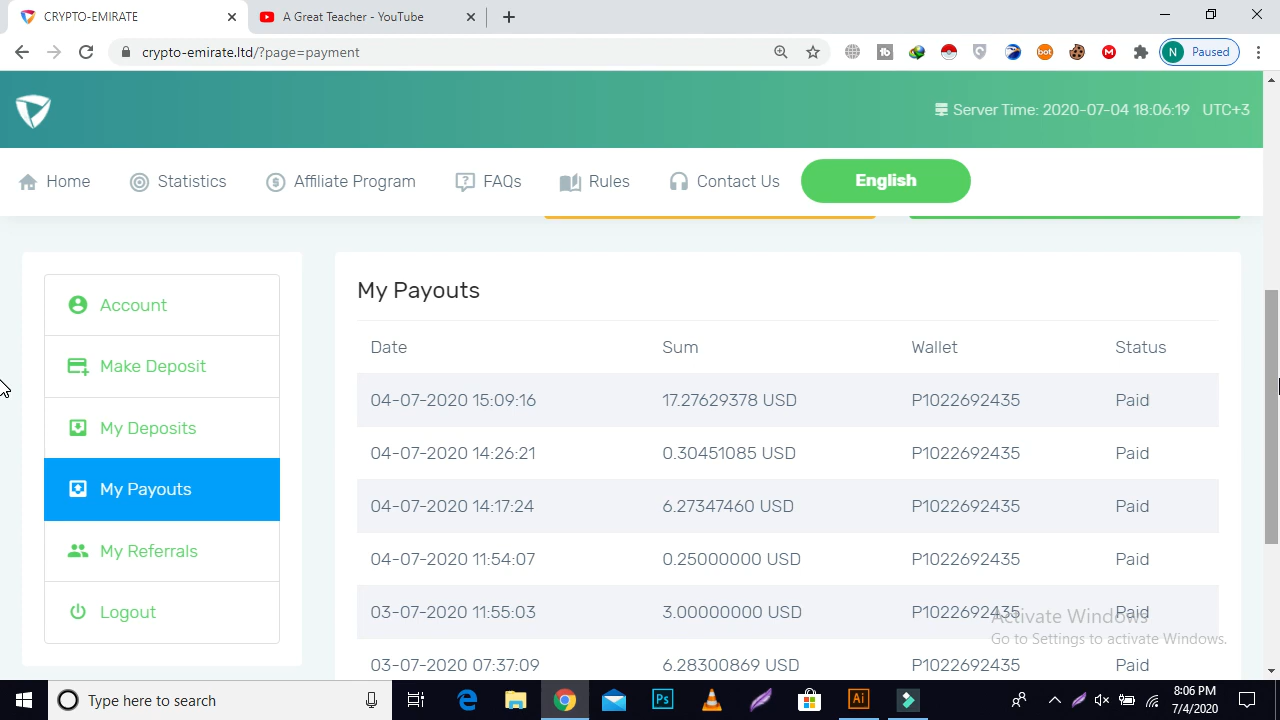 CRYPTO-EMIRATE
A Great Teacher - YouTube
crypto-emirate.ltd/?page=payment
N Paused
Server Time: 2020-07-04 18:06:19 UTC+3
Home Statistics Affiliate Program FAQs Rules Contact Us English
Account
Make Deposit
My Deposits
My Payouts
My Referrals
Logout
My Payouts
Date Sum Wallet Status
04-07-2020 15:09:16 17.27629378 USD P1022692435 Paid
04-07-2020 14:26:21 0.30451085 USD P1022692435 Paid
04-07-2020 14:17:24 6.27347460 USD P1022692435 Paid
04-07-2020 11:54:07 0.25000000 USD P1022692435 Paid
03-07-2020 11:55:03 3.00000000 USD P1022692435 Paid
03-07-2020 07:37:09 6.28300869 USD P1022692435 Paid
Activate Windows
Go to Settings to activate Windows.
Type here to search
Ps
Ai
8:06 PM
7/4/2020